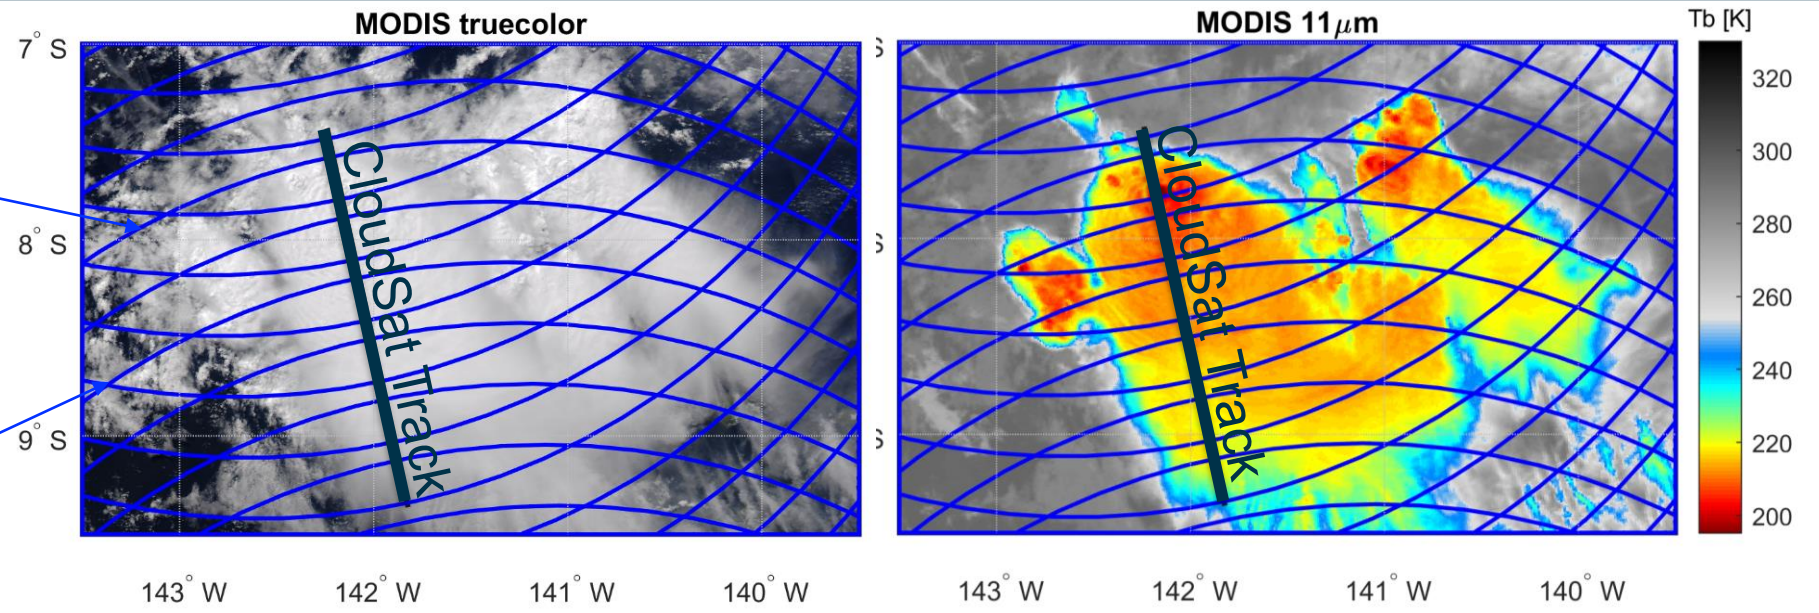 MODIS truecolor
7° S
8° S
9° S
CloudSat Track
143° W
142° W
141° W
140° W
MODIS 11μm
S
S
S
CloudSat Track
143° W
142° W
141° W
140° W
Tb [K]
320
300
280
260
240
220
200